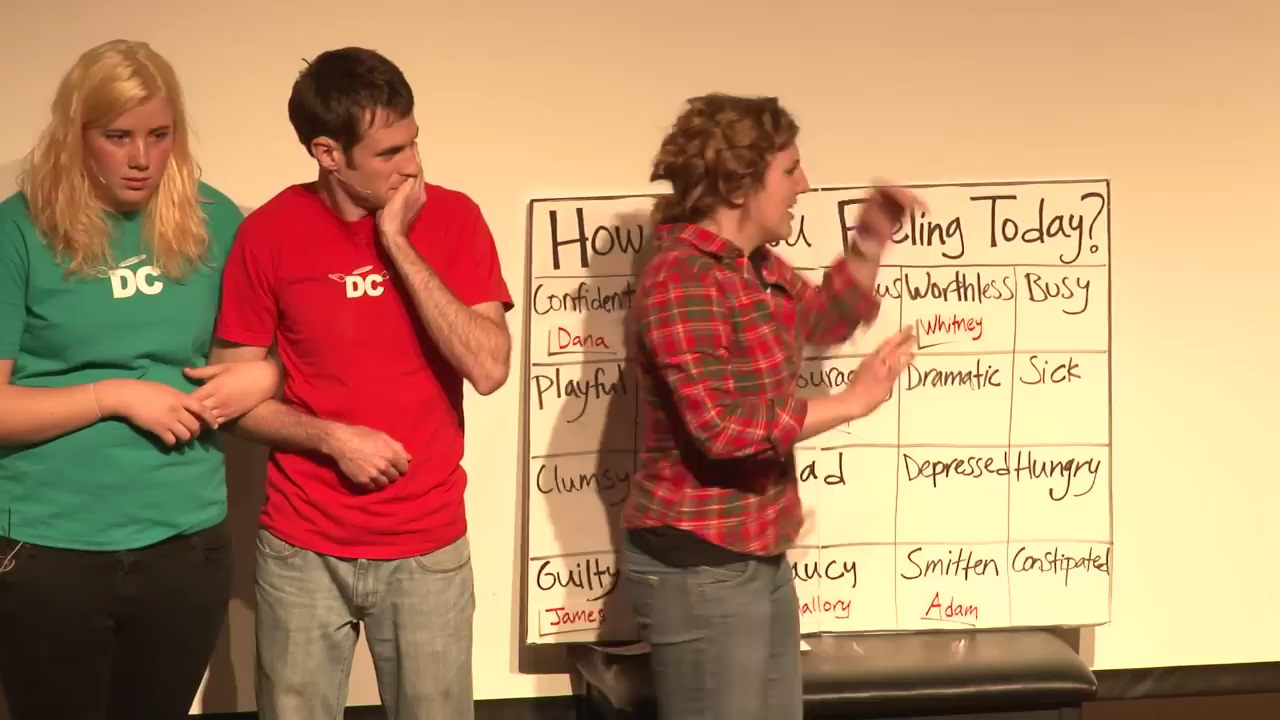 DC
DC
How Feeling Today?
Confident Worthless Busy
Dana Whitney
Playful Dramatic Sick
Clumsy Depressed Hungry
Guilty Smitten Constipated
James Adam